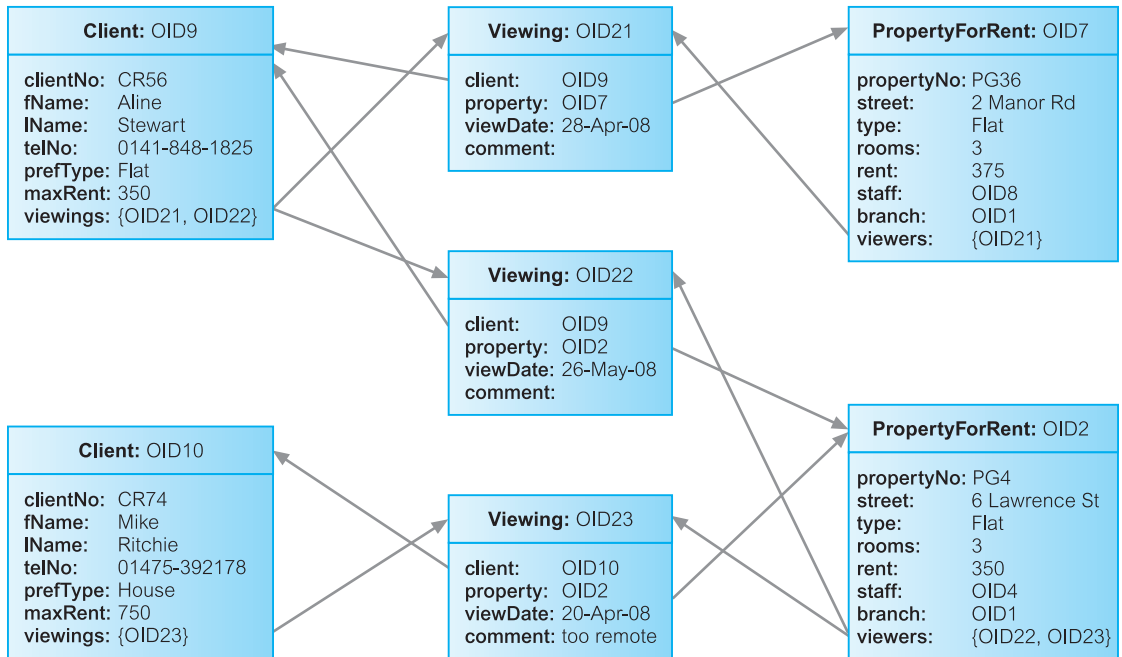 Client: OID9
clientNo: CR56
fName: Aline
lName: Stewart
telNo: 0141-848-1825
prefType: Flat
maxRent: 350
viewings: {OID21, OID22}
Viewing: OID21
client: OID9
property: OID7
viewDate: 28-Apr-08
comment:
PropertyForRent: OID7
propertyNo: PG36
street: 2 Manor Rd
type: Flat
rooms: 3
rent: 375
staff: OID8
branch: OID1
viewers: {OID21}
Viewing: OID22
client: OID9
property: OID2
viewDate: 26-May-08
comment:
Client: OID10
clientNo: CR74
fName: Mike
lName: Ritchie
telNo: 01475-392178
prefType: House
maxRent: 750
viewings: {OID23}
Viewing: OID23
client: OID10
property: OID2
viewDate: 20-Apr-08
comment: too remote
PropertyForRent: OID2
propertyNo: PG4
street: 6 Lawrence St
type: Flat
rooms: 3
rent: 350
staff: OID4
branch: OID1
viewers: {OID22, OID23}